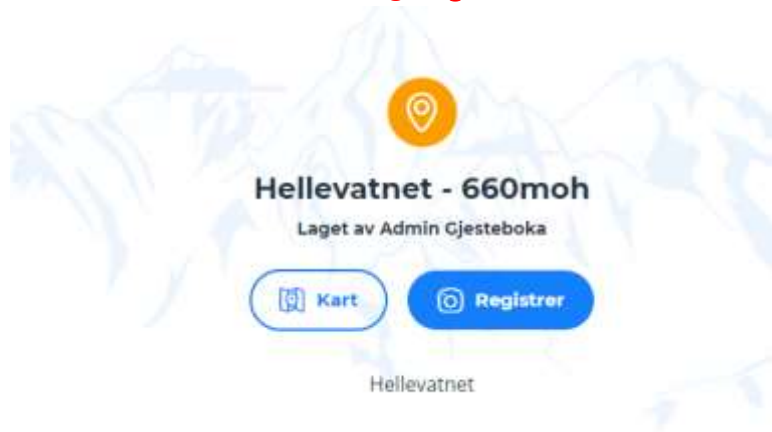 Hellevatnet - 660moh
Laget av Admin Gjesteboka
Kart
Registrer
Hellevatnet